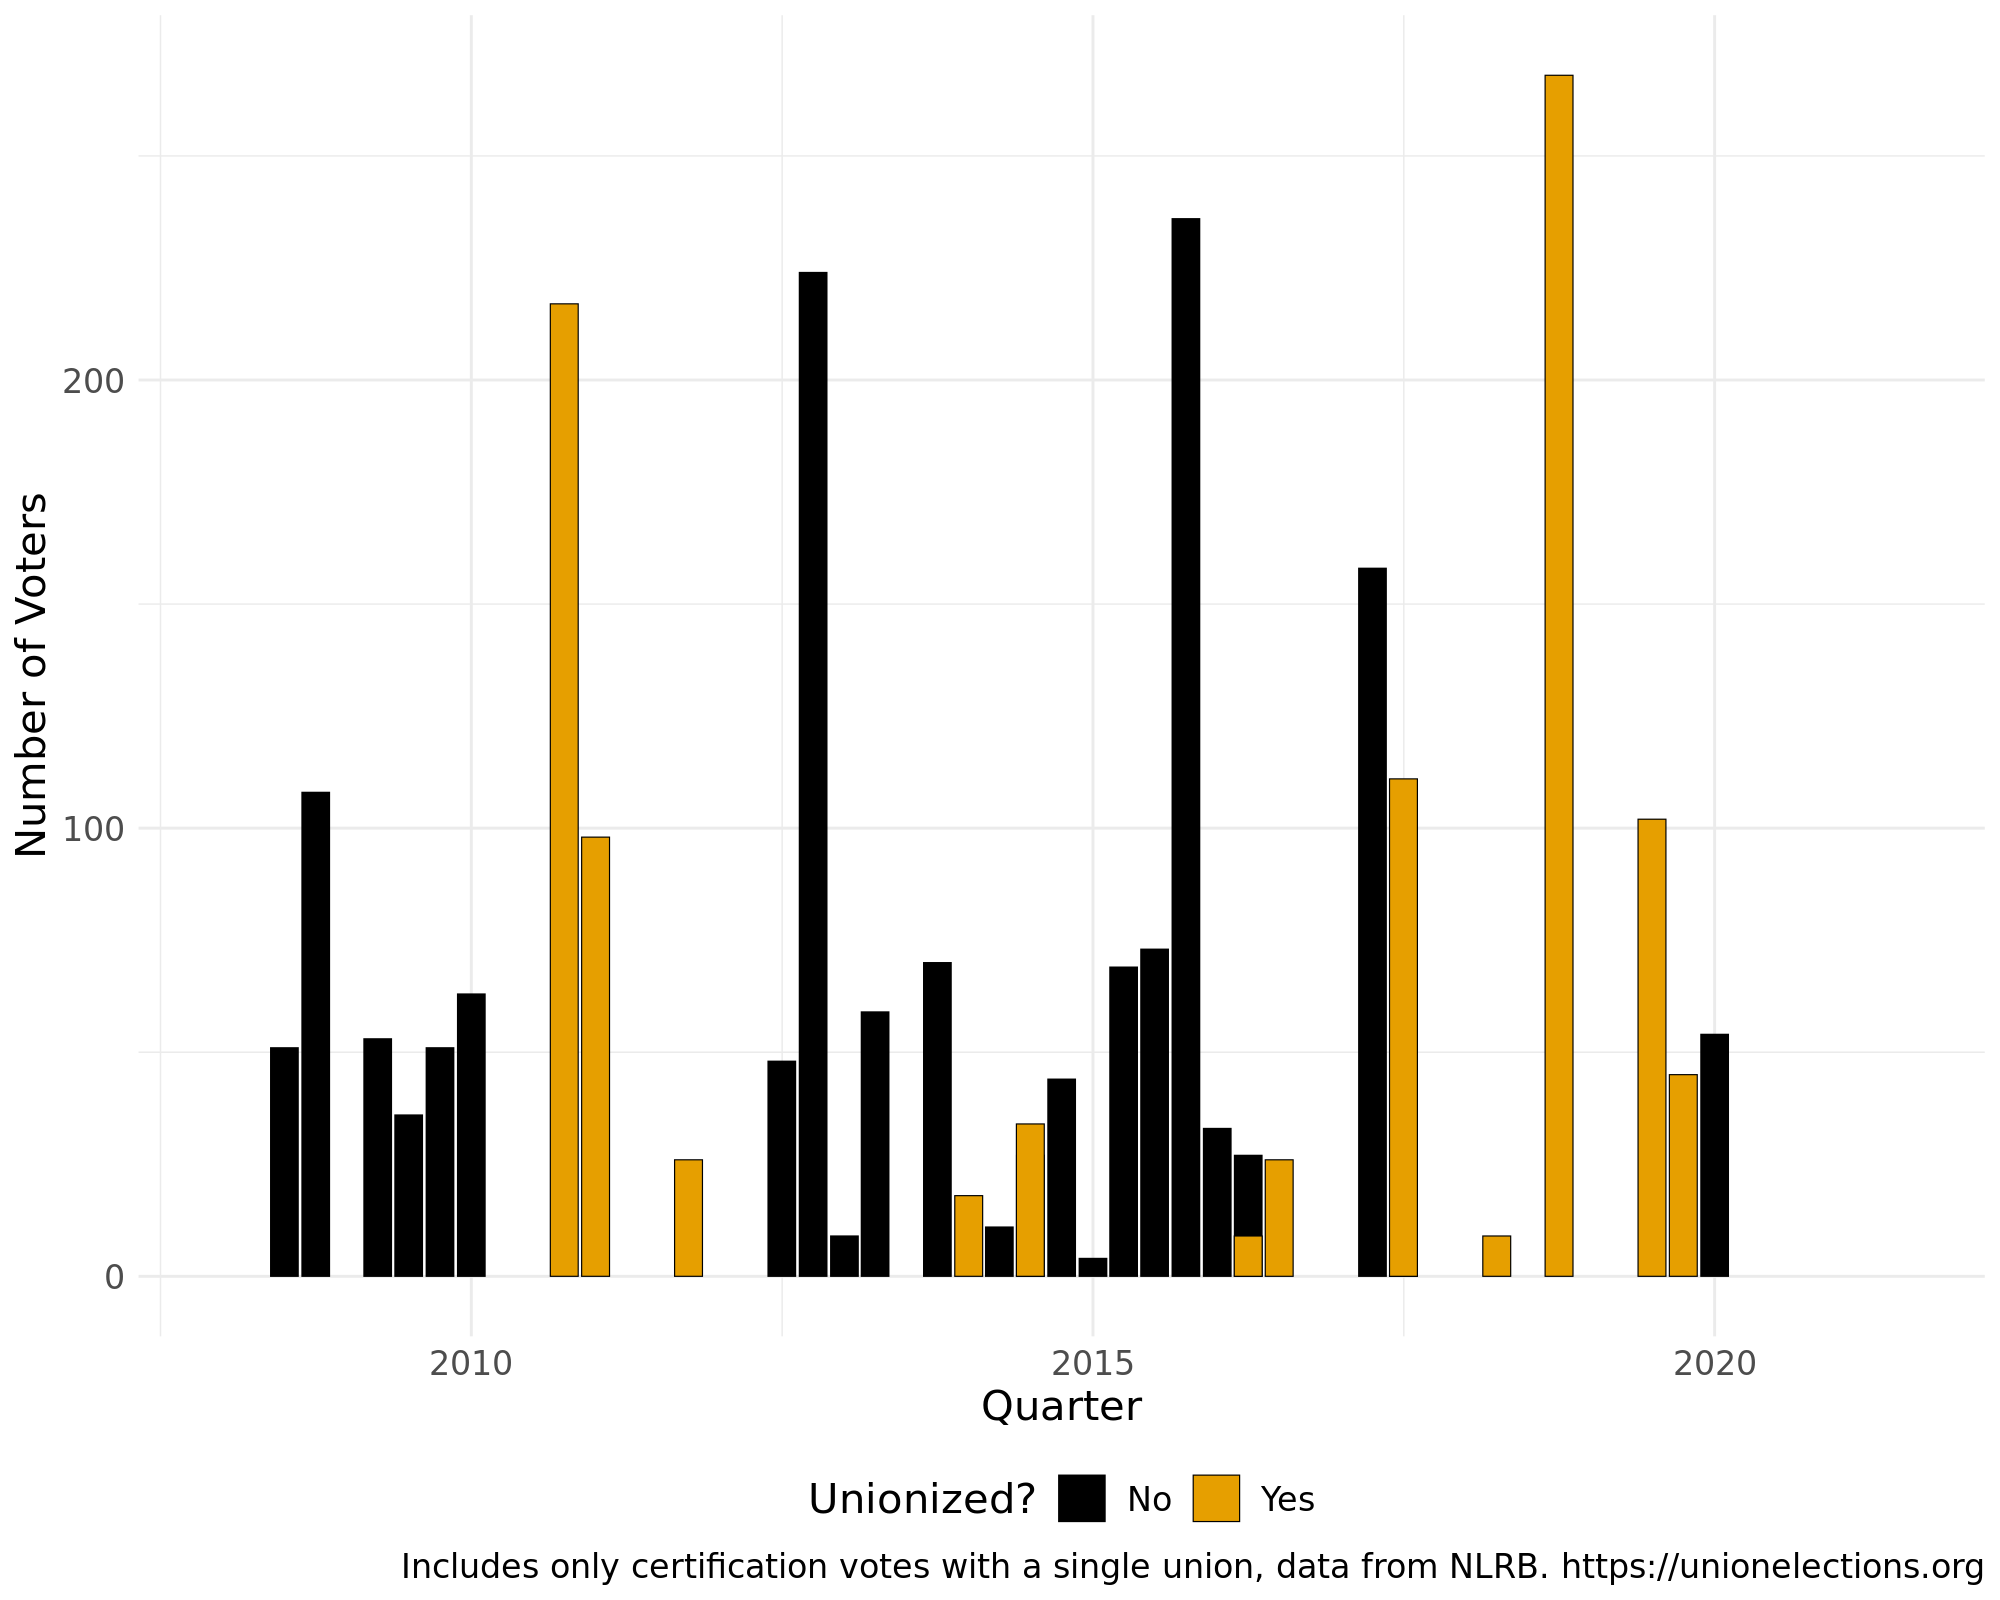 200
100
0
Number of Voters
2010 2015 2020
Quarter
Unionized? No Yes
Includes only certification votes with a single union, data from NLRB. https://unionelections.org